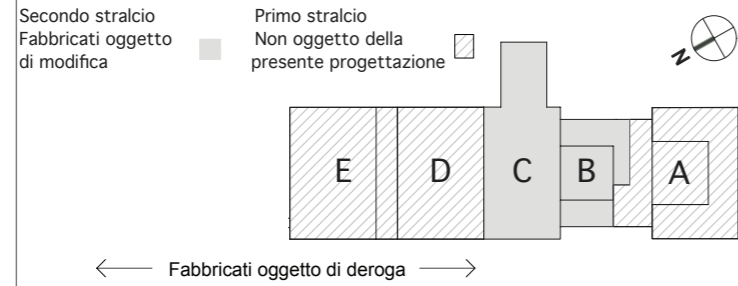 Secondo stralcio
Fabbricati oggetto
di modifica
Primo stralcio
Non oggetto della
presente progettazione
N
E D C B A
Fabbricati oggetto di deroga